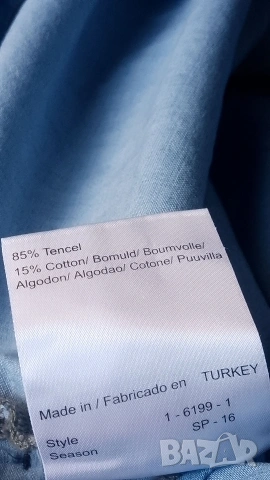 85% Tencel
15% Cotton/ Bomuld/ Boumvolle/
Algodon/ Algodao/ Cotone/ Puuvilla
Made in / Fabricado en TURKEY
Style 1 - 6199 - 1
Season SP - 16
bazar